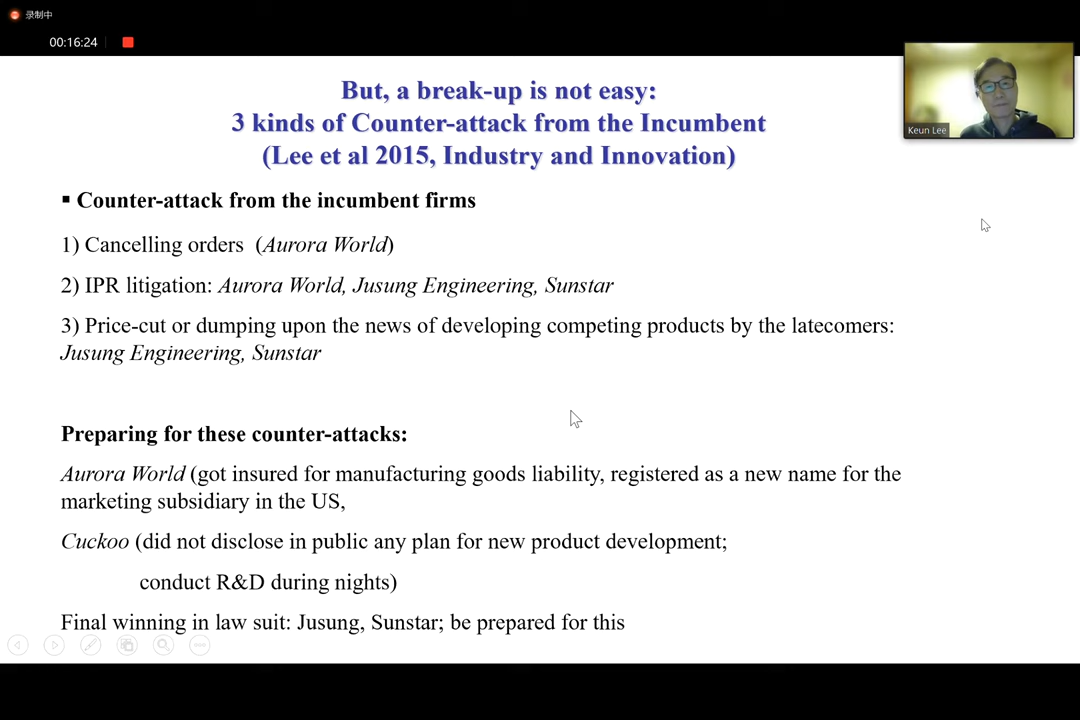 录制中
00:16:24
But, a break-up is not easy:
3 kinds of Counter-attack from the Incumbent
(Lee et al 2015, Industry and Innovation)
Keun Lee
▪ Counter-attack from the incumbent firms
1) Cancelling orders (Aurora World)
2) IPR litigation: Aurora World, Jusung Engineering, Sunstar
3) Price-cut or dumping upon the news of developing competing products by the latecomers:
Jusung Engineering, Sunstar
Preparing for these counter-attacks:
Aurora World (got insured for manufacturing goods liability, registered as a new name for the
marketing subsidiary in the US,
Cuckoo (did not disclose in public any plan for new product development;
conduct R&D during nights)
Final winning in law suit: Jusung, Sunstar; be prepared for this